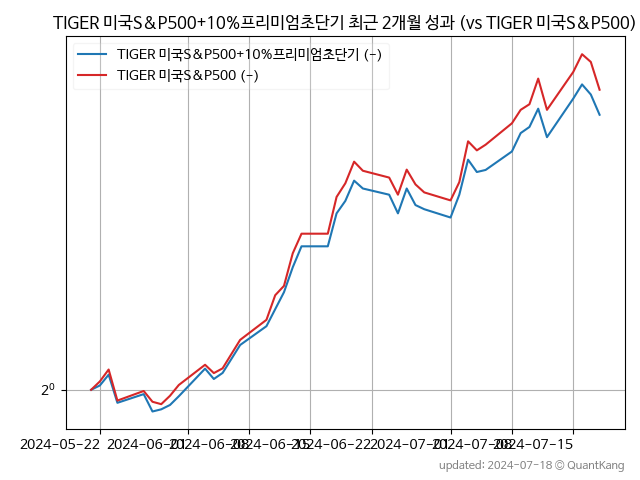 TIGER 미국S&P500+10%프리미엄초단기 최근 2개월 성과 (vs TIGER 미국S&P500)
TIGER 미국S&P500+10%프리미엄초단기 (-)
TIGER 미국S&P500 (-)
2⁰
2024-05-22 2024-06-01 2024-06-08 2024-06-15 2024-06-22 2024-07-01 2024-07-08 2024-07-15
updated: 2024-07-18 © QuantKang